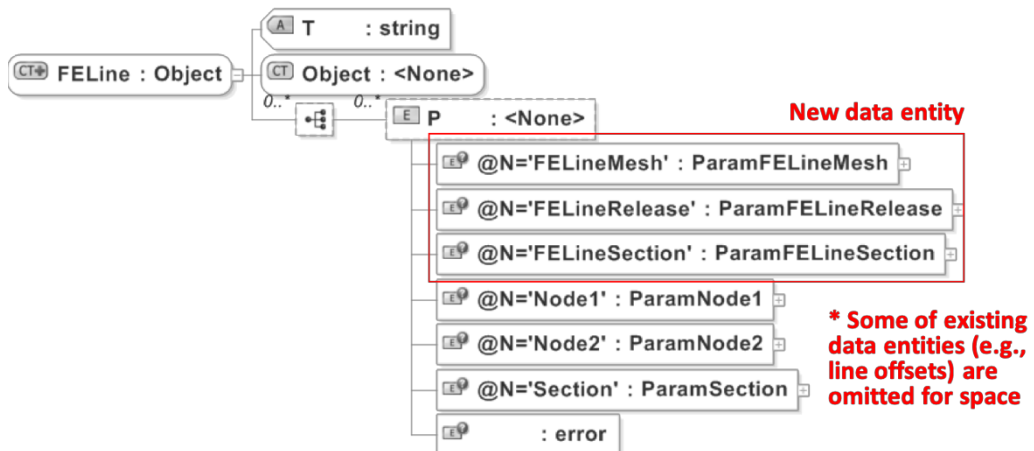 A T : string
CT+ FELine : Object
CT Object : <None>
0..*
0..*
E P : <None>
New data entity
E @N='FELineMesh' : ParamFELineMesh
E @N='FELineRelease' : ParamFELineRelease
E @N='FELineSection' : ParamFELineSection
E @N='Node1' : ParamNode1
E @N='Node2' : ParamNode2
E @N='Section' : ParamSection
E : error
* Some of existing
data entities (e.g.,
line offsets) are
omitted for space